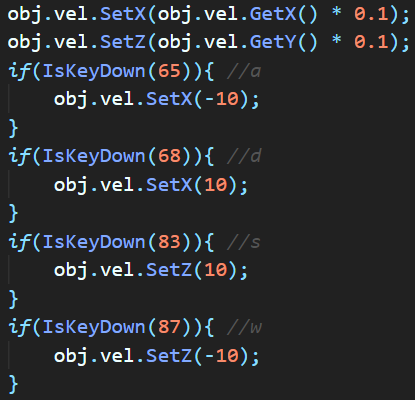 obj.vel.SetX(obj.vel.GetX() * 0.1);
obj.vel.SetZ(obj.vel.GetY() * 0.1);
if(IsKeyDown(65)){ //a
    obj.vel.SetX(-10);
}
if(IsKeyDown(68)){ //d
    obj.vel.SetX(10);
}
if(IsKeyDown(83)){ //s
    obj.vel.SetZ(10);
}
if(IsKeyDown(87)){ //w
    obj.vel.SetZ(-10);
}